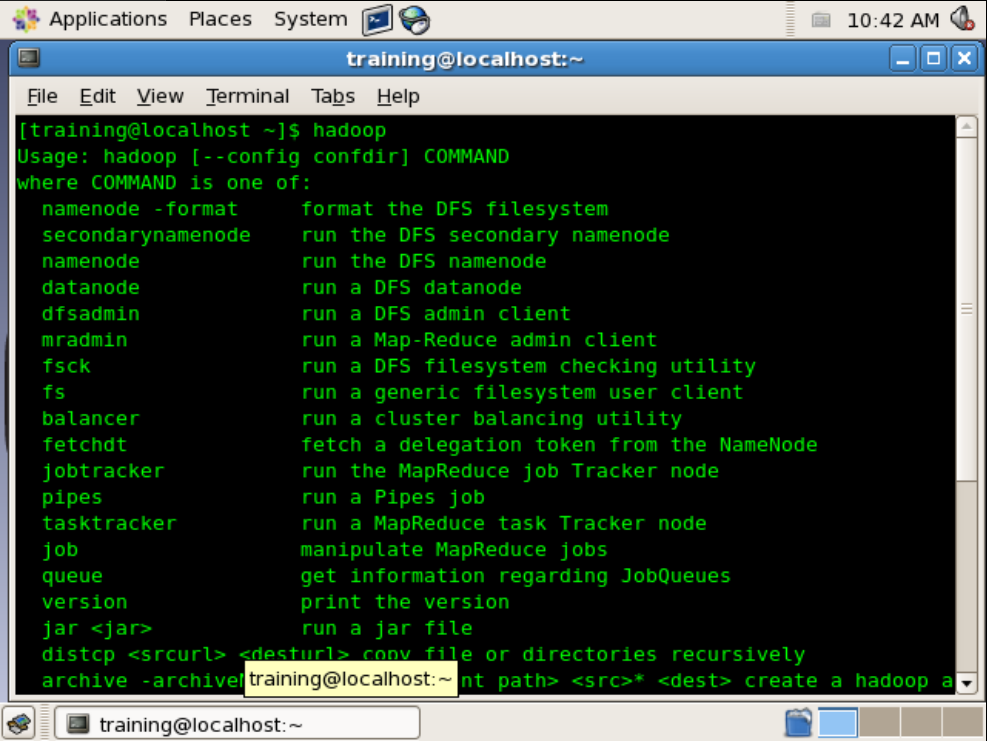 Applications Places System 10:42 AM
training@localhost:~
File Edit View Terminal Tabs Help
[training@localhost ~]$ hadoop
Usage: hadoop [--config confdir] COMMAND
where COMMAND is one of:
namenode -format format the DFS filesystem
secondarynamenode run the DFS secondary namenode
namenode run the DFS namenode
datanode run a DFS datanode
dfsadmin run a DFS admin client
mradmin run a Map-Reduce admin client
fsck run a DFS filesystem checking utility
fs run a generic filesystem user client
balancer run a cluster balancing utility
fetchdt fetch a delegation token from the NameNode
jobtracker run the MapReduce job Tracker node
pipes run a Pipes job
tasktracker run a MapReduce task Tracker node
job manipulate MapReduce jobs
queue get information regarding JobQueues
version print the version
jar <jar> run a jar file
distcp <srcurl> <desturl> copy file or directories recursively
archive path> <src>* <dest> create a hadoop a
training@localhost:~
training@localhost:~